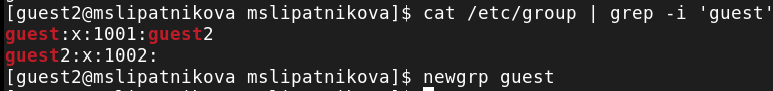 [guest2@mslipatnikova mslipatnikova]$ cat /etc/group | grep -i 'guest'
guest:x:1001:guest2
guest2:x:1002:
[guest2@mslipatnikova mslipatnikova]$ newgrp guest